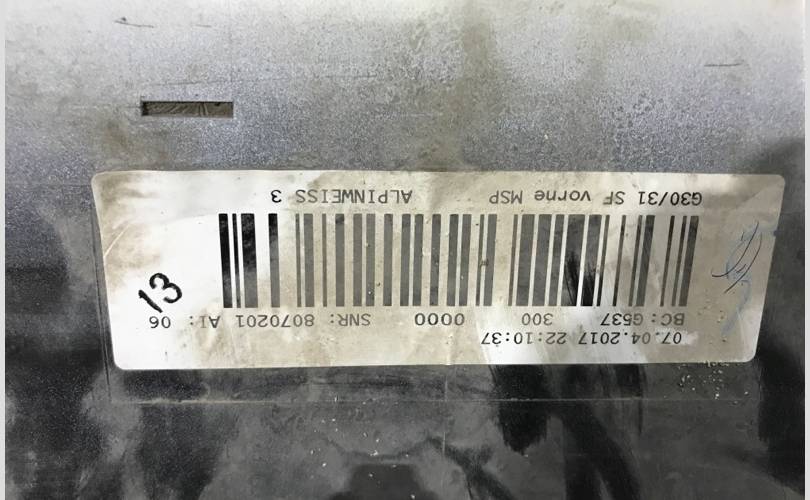 07.04.2017 22:10:37
BC: G537 300 0000 SNR: 8070201 AI: 06
G30/31 SF vorne MSP ALPINWEISS 3
13